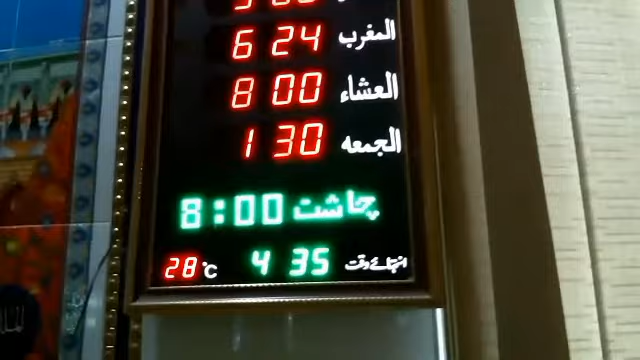 المغرب 6 24
العشاء 8 00
الجمعه 1 30
چاشت 8:00
انتہائے وقت 4 35
28 °C